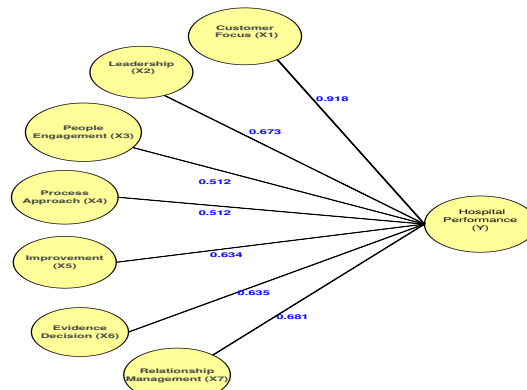 Customer
Focus (X1)
Leadership
(X2)
0.918
0.673
People
Engagement (X3)
0.512
Process
Approach (X4)
0.512
Hospital
Performance
(Y)
0.634
Improvement
(X5)
0.635
Evidence
Decision (X6)
0.681
Relationship
Management (X7)